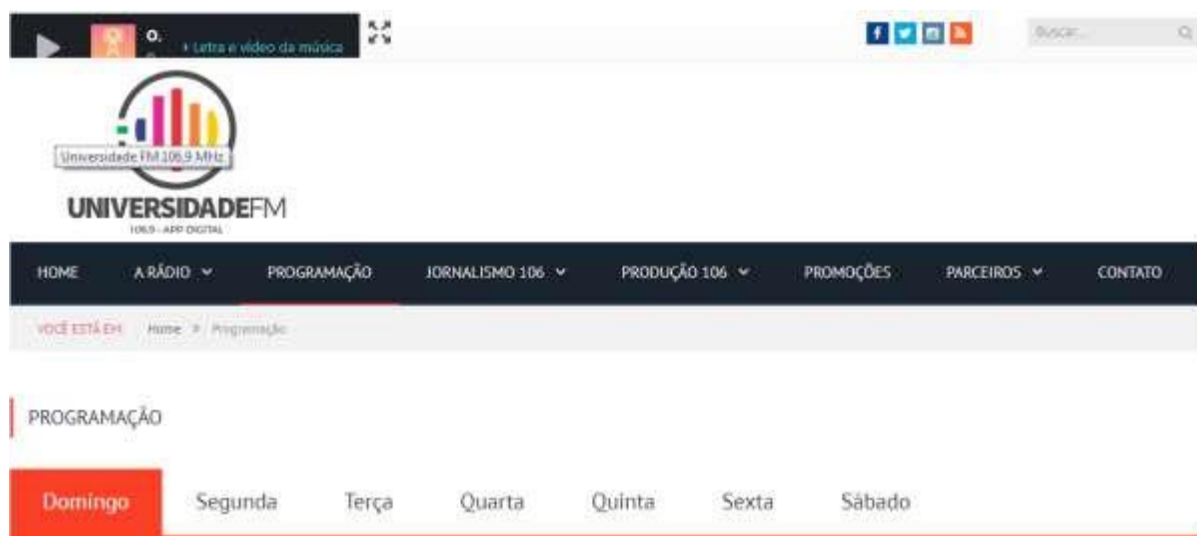 O.
Letra e vídeo da música
Buscar...
Universidade FM 106,9 MHz
UNIVERSIDADEFM
106,9 - APP DIGITAL
HOME A RÁDIO PROGRAMAÇÃO JORNALISMO 106 PRODUÇÃO 106 PROMOÇÕES PARCEIROS CONTATO
VOCÊ ESTÁ EM: Home » Programação
PROGRAMAÇÃO
Domingo Segunda Terça Quarta Quinta Sexta Sábado